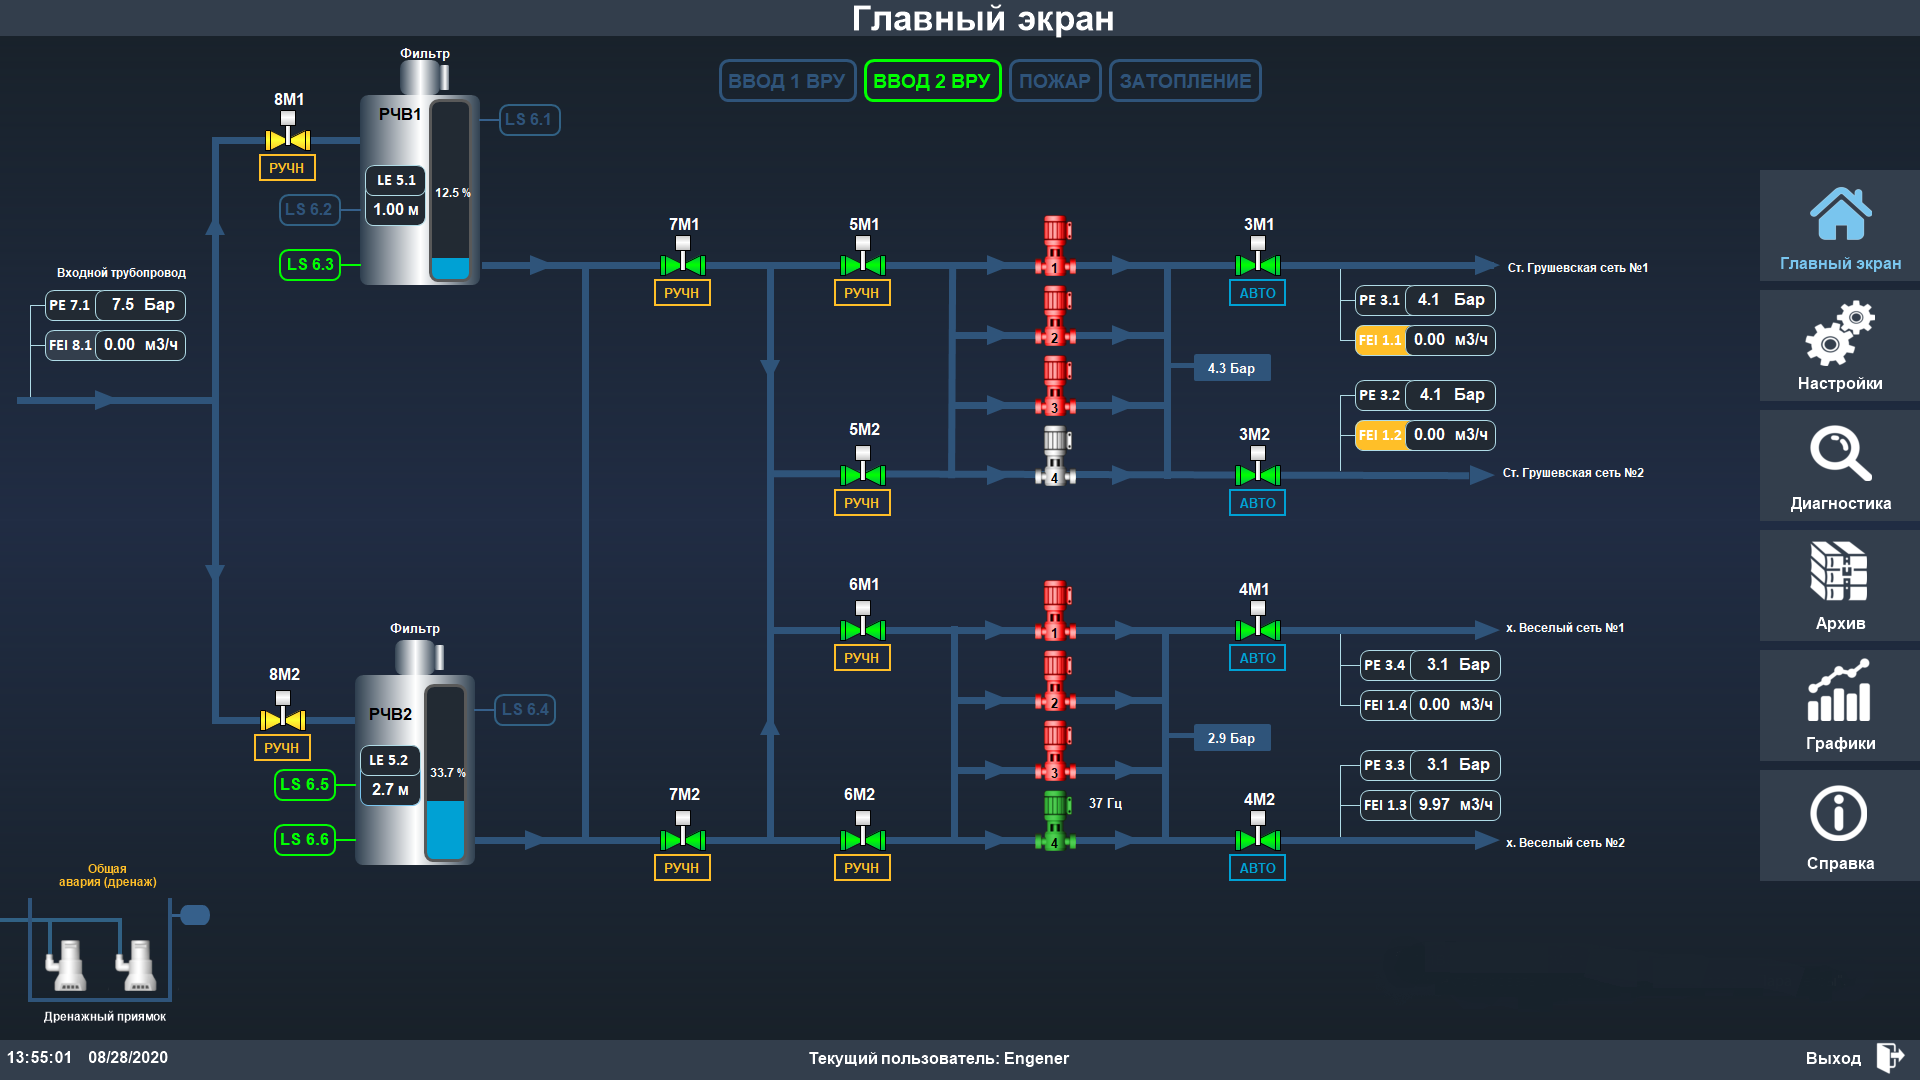 Главный экран
ВВОД 1 ВРУ
ВВОД 2 ВРУ
ПОЖАР
ЗАТОПЛЕНИЕ
Фильтр
8М1
РУЧН
РЧВ1
LS 6.1
LE 5.1
1.00 м
12.5 %
LS 6.2
LS 6.3
Входной трубопровод
PE 7.1
7.5 Бар
FEI 8.1
0.00 м3/ч
7М1
РУЧН
5М1
РУЧН
1
2
3
4
3М1
АВТО
Ст. Грушевская сеть №1
PE 3.1
4.1 Бар
FEI 1.1
0.00 м3/ч
4.3 Бар
PE 3.2
4.1 Бар
FEI 1.2
0.00 м3/ч
5М2
РУЧН
3М2
АВТО
Ст. Грушевская сеть №2
6М1
РУЧН
1
2
3
4
37 Гц
4М1
АВТО
х. Веселый сеть №1
PE 3.4
3.1 Бар
FEI 1.4
0.00 м3/ч
2.9 Бар
PE 3.3
3.1 Бар
FEI 1.3
9.97 м3/ч
Фильтр
8М2
РУЧН
РЧВ2
LS 6.4
LE 5.2
2.7 м
33.7 %
LS 6.5
LS 6.6
7М2
РУЧН
6М2
РУЧН
4М2
АВТО
х. Веселый сеть №2
Общая
авария (дренаж)
Дренажный приямок
Главный экран
Настройки
Диагностика
Архив
Графики
Справка
13:55:01 08/28/2020
Текущий пользователь: Engener
Выход